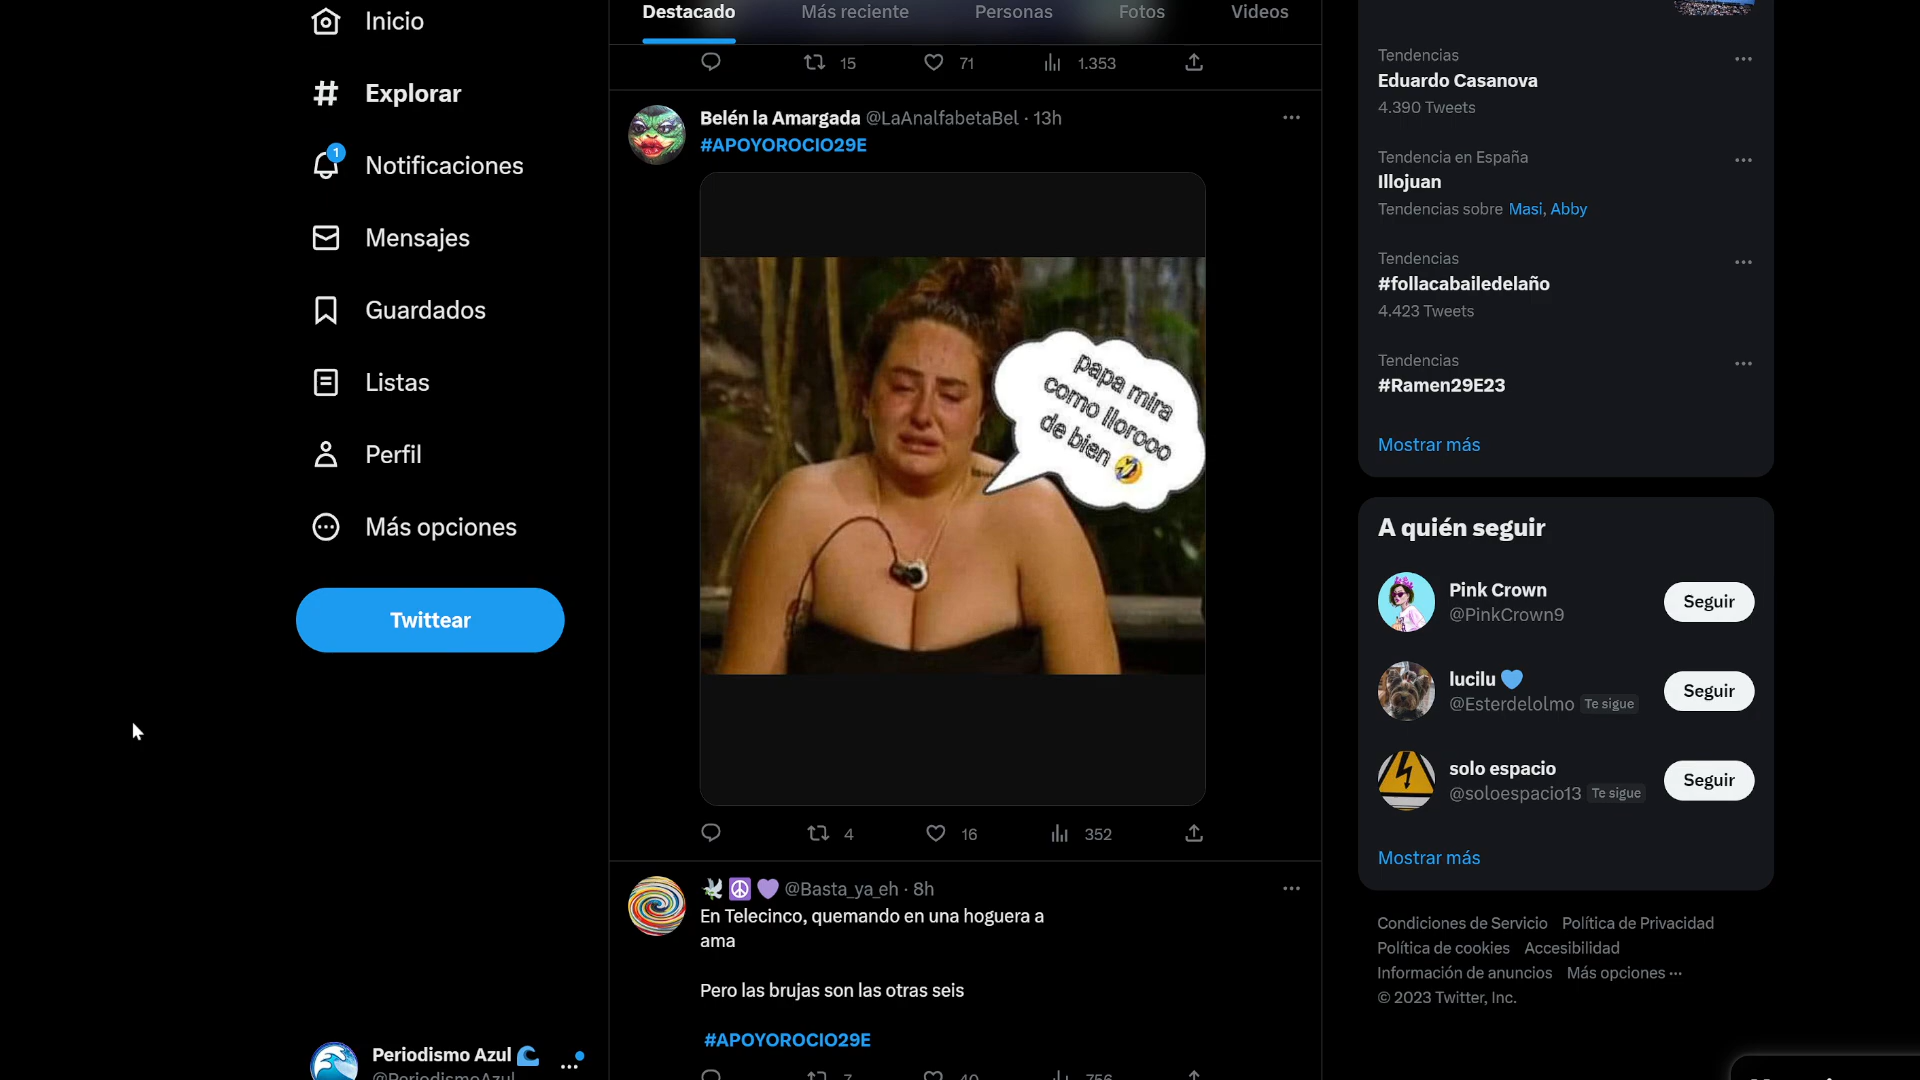 Inicio
Explorar
1
Notificaciones
Mensajes
Guardados
Listas
Perfil
Más opciones
Twittear
Periodismo Azul
@PeriodismoAzul
Destacado
Más reciente
Personas
Fotos
Videos
15
71
1.353
Belén la Amargada @LaAnalfabetaBel · 13h
#APOYOROCIO29E
papa mira
como llorooo
de bien
4
16
352
@Basta_ya_eh · 8h
En Telecinco, quemando en una hoguera a
ama
Pero las brujas son las otras seis
#APOYOROCIO29E
7
40
756
Tendencias
Eduardo Casanova
4.390 Tweets
Tendencia en España
Illojuan
Tendencias sobre Masi, Abby
Tendencias
#follacabailedelaño
4.423 Tweets
Tendencias
#Ramen29E23
Mostrar más
A quién seguir
Pink Crown
@PinkCrown9
Seguir
lucilu
@Esterdelolmo Te sigue
Seguir
solo espacio
@soloespacio13 Te sigue
Seguir
Mostrar más
Condiciones de Servicio Política de Privacidad
Política de cookies Accesibilidad
Información de anuncios Más opciones ···
© 2023 Twitter, Inc.